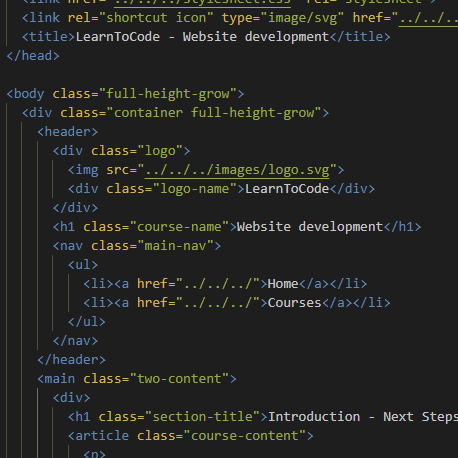 <link href="../../../stylesheet.css" rel="stylesheet">
<link rel="shortcut icon" type="image/svg" href="../../
<title>LearnToCode - Website development</title>
</head>
<body class="full-height-grow">
<div class="container full-height-grow">
<header>
<div class="logo">
<img src="../../../images/logo.svg">
<div class="logo-name">LearnToCode</div>
</div>
<h1 class="course-name">Website development</h1>
<nav class="main-nav">
<ul>
<li><a href="../../../">Home</a></li>
<li><a href="../../../">Courses</a></li>
</ul>
</nav>
</header>
<main class="two-content">
<div>
<h1 class="section-title">Introduction - Next Steps
<article class="course-content">
<p>